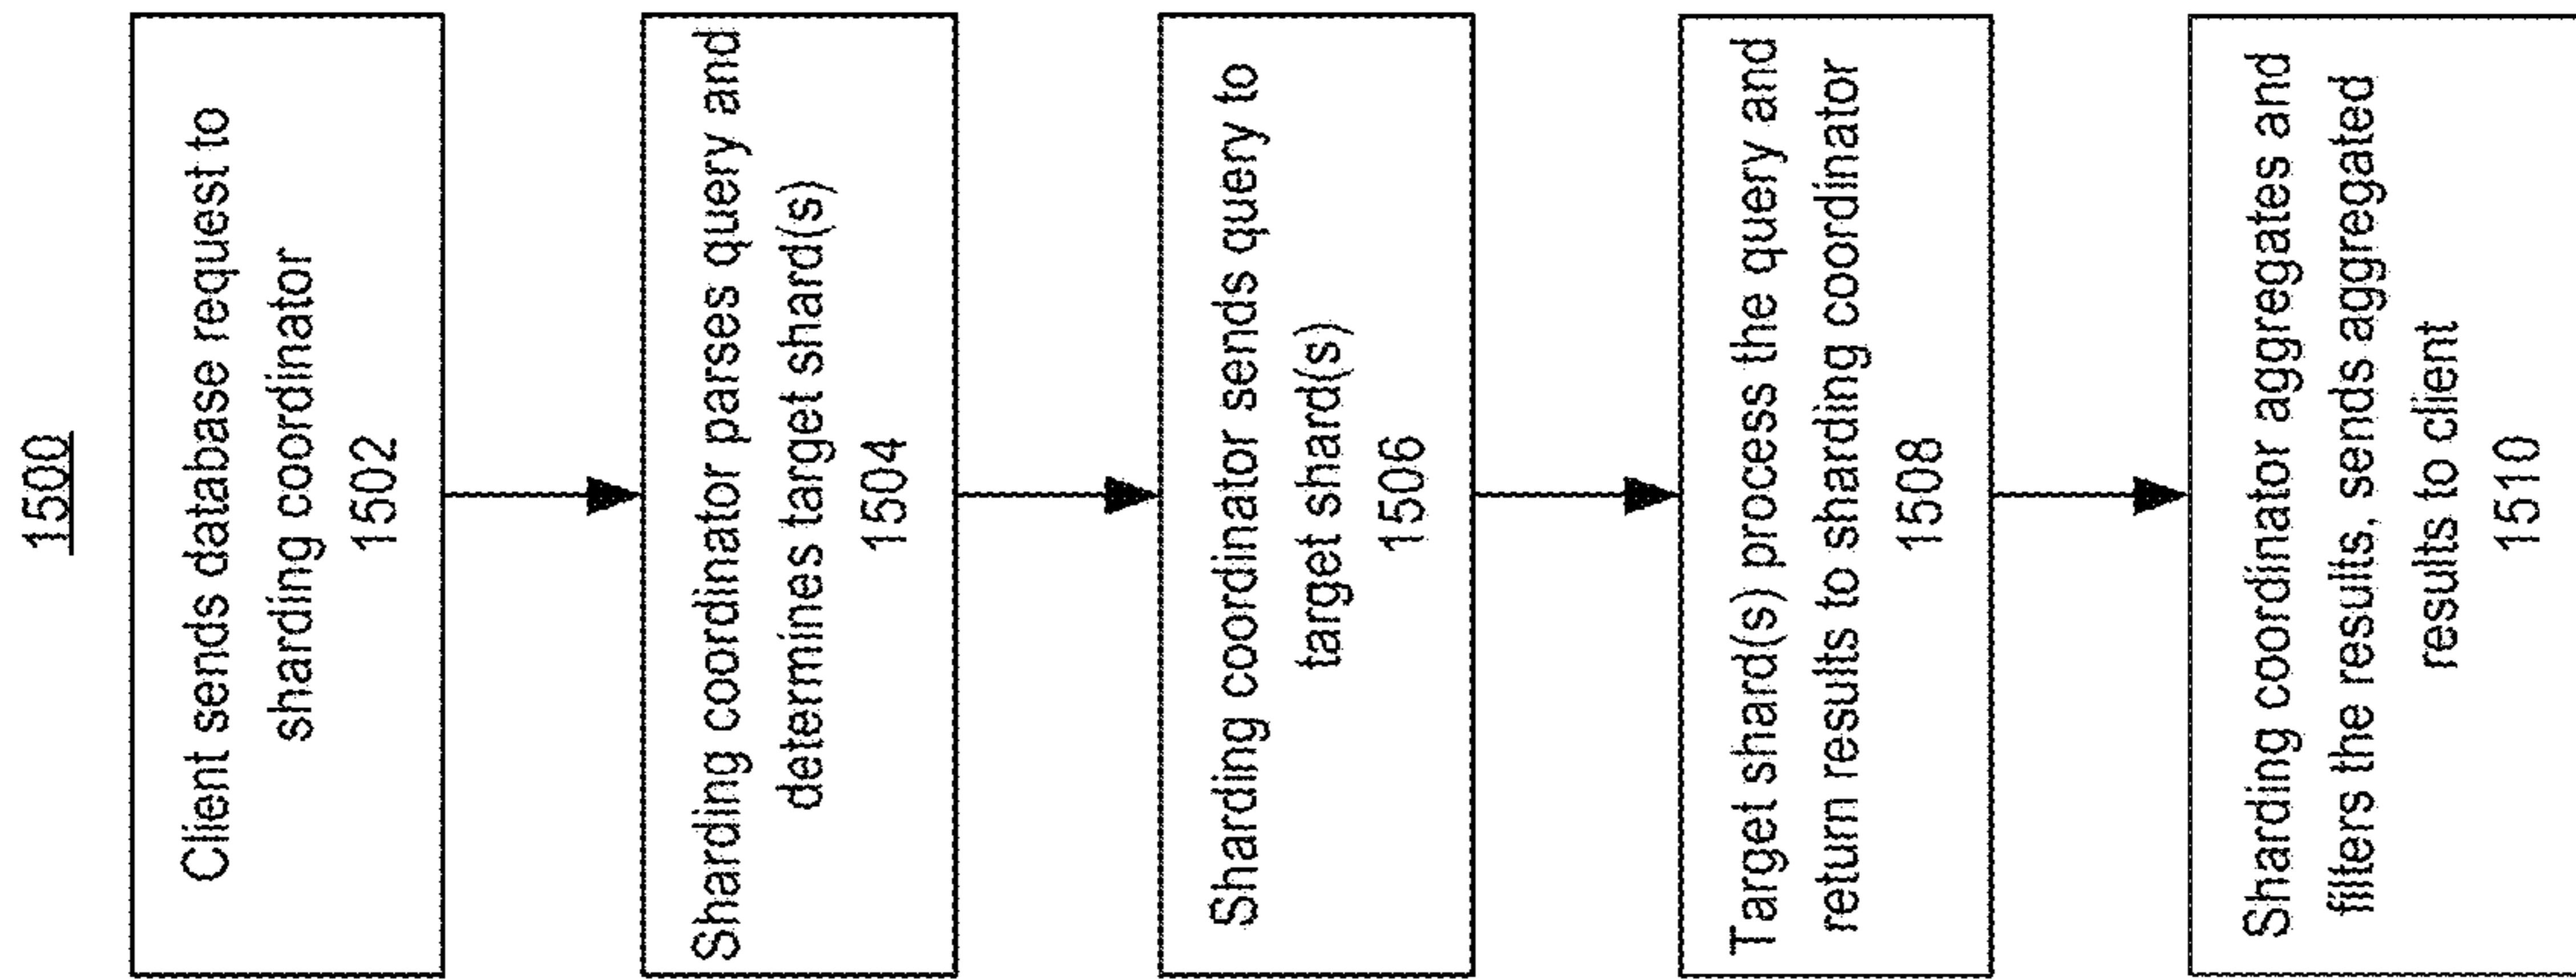 1500
Client sends database request to
sharding coordinator
1502
Sharding coordinator parses query and
determines target shard(s)
1504
Sharding coordinator sends query to
target shard(s)
1506
Target shard(s) process the query and
return results to sharding coordinator
1508
Sharding coordinator aggregates and
filters the results, sends aggregated
results to client
1510